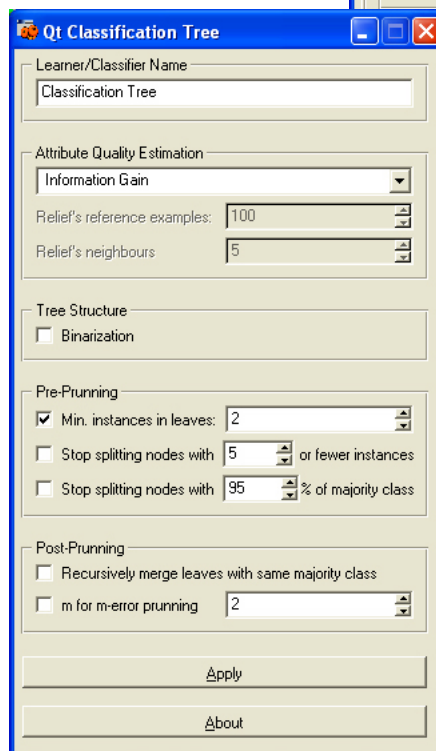 Qt Classification Tree
Learner/Classifier Name
Classification Tree
Attribute Quality Estimation
Information Gain
Relief's reference examples: 100
Relief's neighbours 5
Tree Structure
Binarization
Pre-Prunning
Min. instances in leaves: 2
Stop splitting nodes with 5 or fewer instances
Stop splitting nodes with 95 % of majority class
Post-Prunning
Recursively merge leaves with same majority class
m for m-error prunning 2
Apply
About